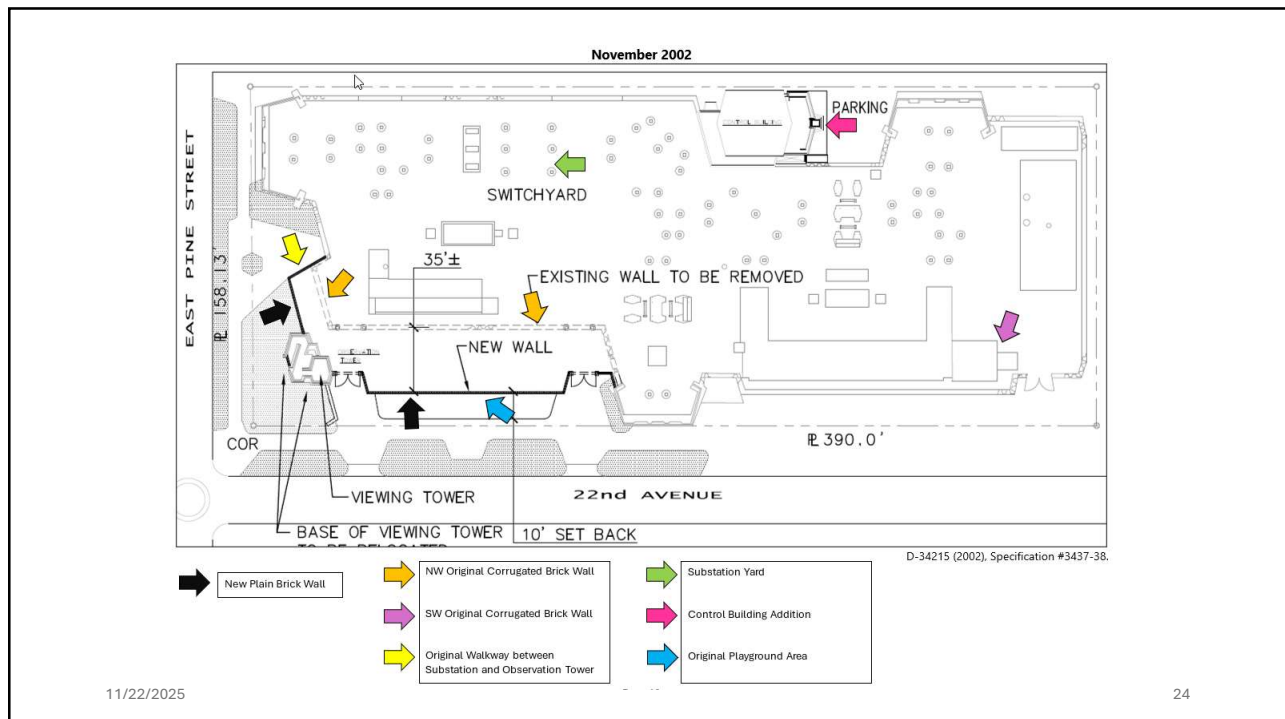 November 2002
PARKING
SWITCHYARD
EAST PINE STREET
℄ 158.13'
35'±
EXISTING WALL TO BE REMOVED
NEW WALL
COR
℄ 390.0'
VIEWING TOWER
22nd AVENUE
BASE OF VIEWING TOWER
10' SET BACK
TO BE RELOCATED
D-34215 (2002), Specification #3437-38.
New Plain Brick Wall
NW Original Corrugated Brick Wall
SW Original Corrugated Brick Wall
Original Walkway between
Substation and Observation Tower
Substation Yard
Control Building Addition
Original Playground Area
11/22/2025
24